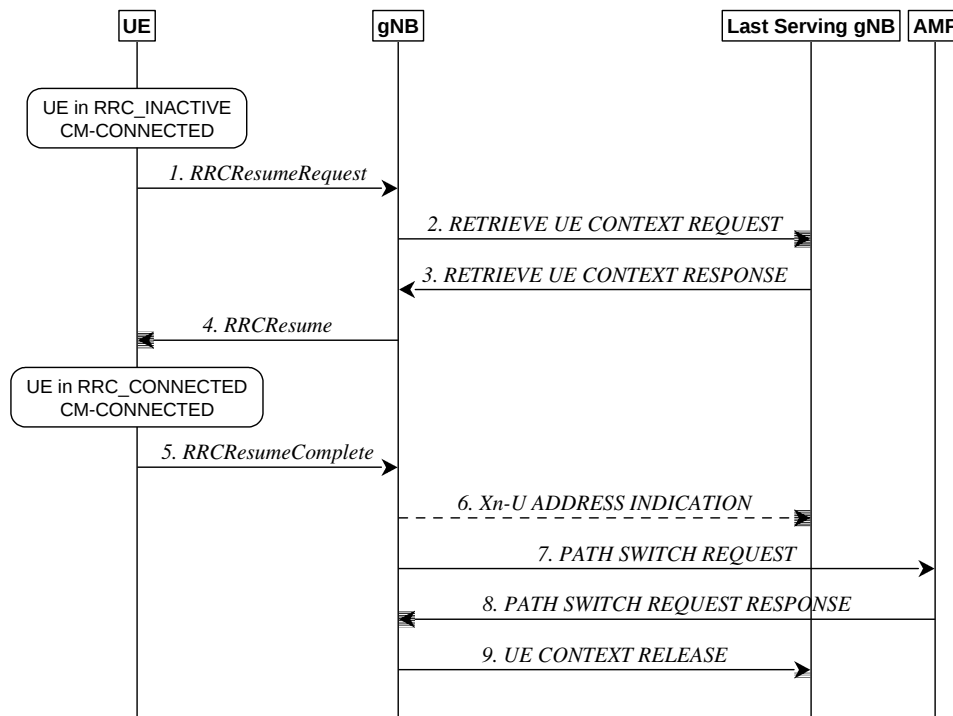 UE
gNB
Last Serving gNB
AMF
UE in RRC_INACTIVE
CM-CONNECTED
1. RRCResumeRequest
2. RETRIEVE UE CONTEXT REQUEST
3. RETRIEVE UE CONTEXT RESPONSE
4. RRCResume
UE in RRC_CONNECTED
CM-CONNECTED
5. RRCResumeComplete
6. Xn-U ADDRESS INDICATION
7. PATH SWITCH REQUEST
8. PATH SWITCH REQUEST RESPONSE
9. UE CONTEXT RELEASE